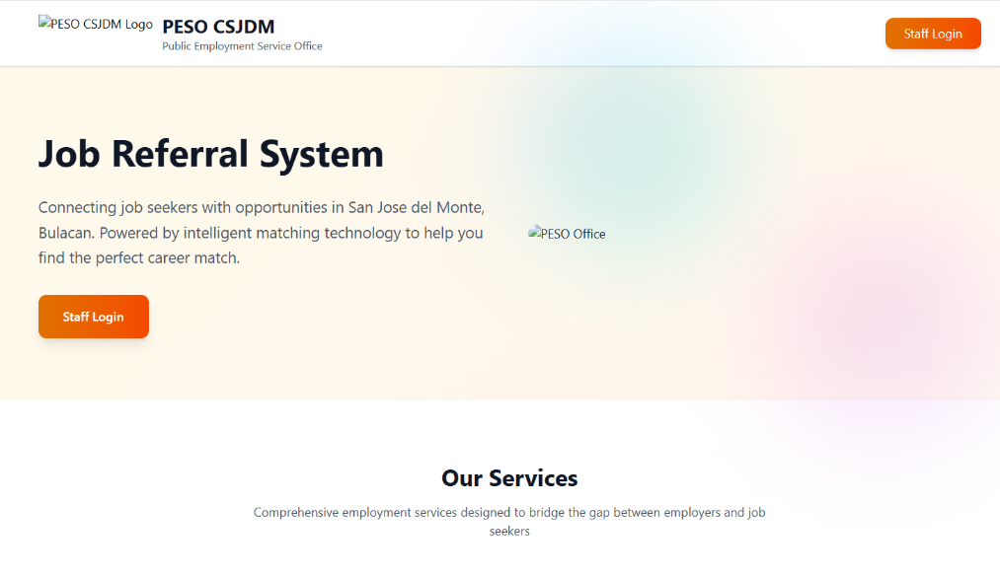 PESO CSJDM Logo
PESO CSJDM
Public Employment Service Office
Staff Login
Job Referral System
Connecting job seekers with opportunities in San Jose del Monte,
Bulacan. Powered by intelligent matching technology to help you
find the perfect career match.
PESO Office
Staff Login
Our Services
Comprehensive employment services designed to bridge the gap between employers and job
seekers